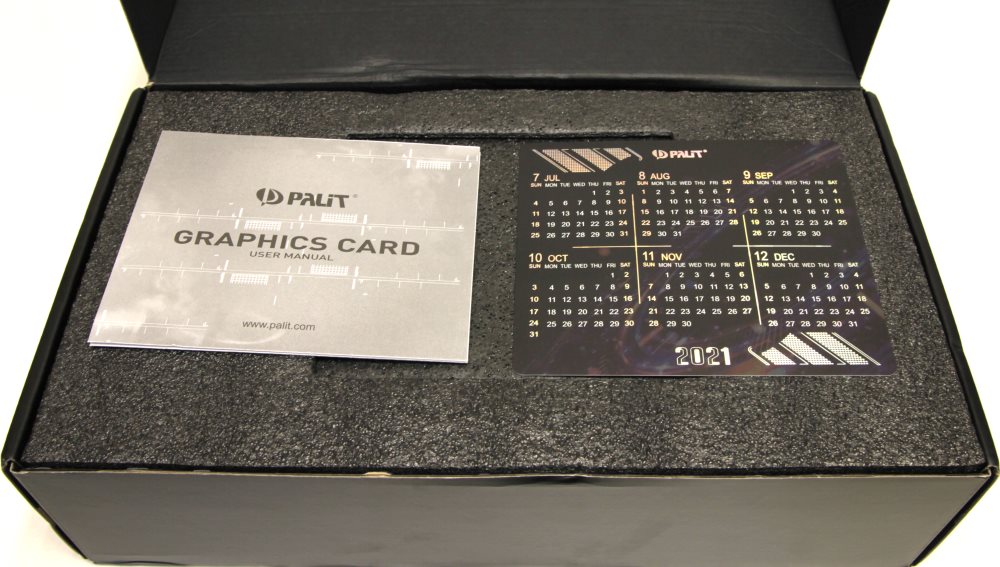 PALIT
GRAPHICS CARD
USER MANUAL
www.palit.com
PALIT
7 JUL
SUN MON TUE WED THU FRI SAT
1 2 3
4 5 6 7 8 9 10
11 12 13 14 15 16 17
18 19 20 21 22 23 24
25 26 27 28 29 30 31
8 AUG
SUN MON TUE WED THU FRI SAT
1 2 3 4 5 6 7
8 9 10 11 12 13 14
15 16 17 18 19 20 21
22 23 24 25 26 27 28
29 30 31
9 SEP
SUN MON TUE WED THU FRI SAT
1 2 3 4
5 6 7 8 9 10 11
12 13 14 15 16 17 18
19 20 21 22 23 24 25
26 27 28 29 30
10 OCT
SUN MON TUE WED THU FRI SAT
1 2
3 4 5 6 7 8 9
10 11 12 13 14 15 16
17 18 19 20 21 22 23
24 25 26 27 28 29 30
31
11 NOV
SUN MON TUE WED THU FRI SAT
1 2 3 4 5 6
7 8 9 10 11 12 13
14 15 16 17 18 19 20
21 22 23 24 25 26 27
28 29 30
12 DEC
SUN MON TUE WED THU FRI SAT
1 2 3 4
5 6 7 8 9 10 11
12 13 14 15 16 17 18
19 20 21 22 23 24 25
26 27 28 29 30 31
2021